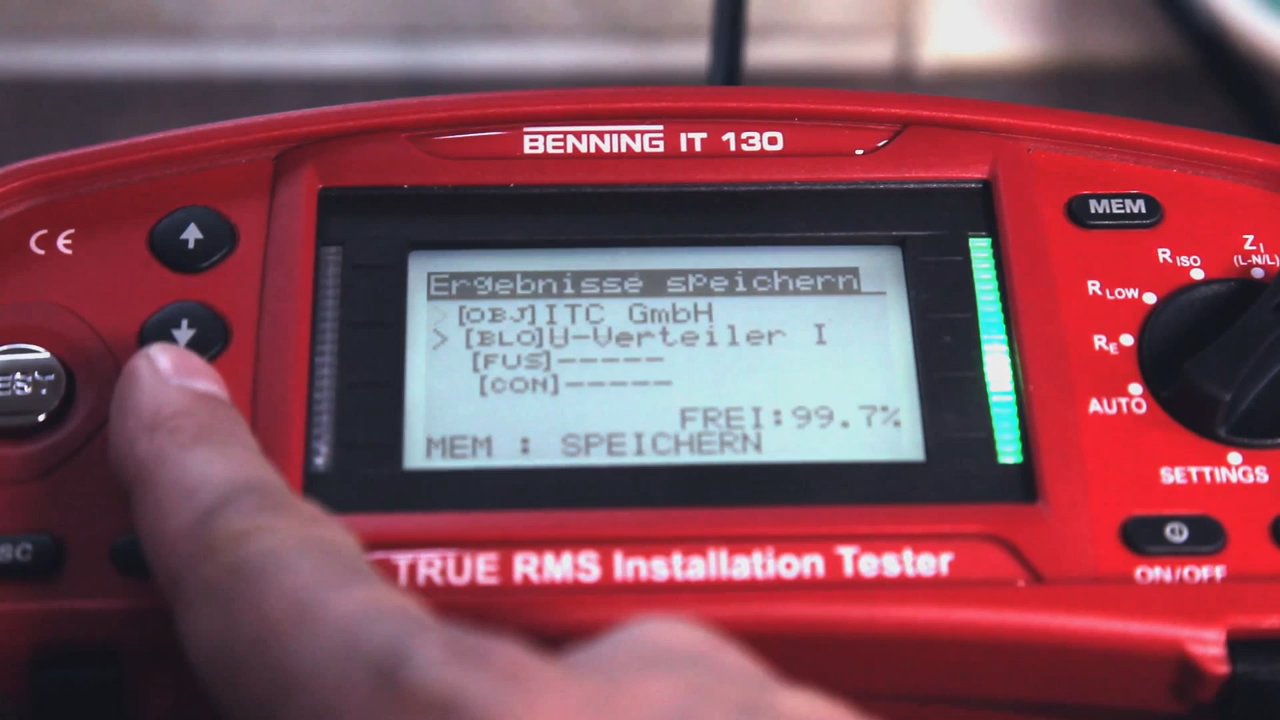 BENNING IT 130
CE
MEM
Ergebnisse speichern
[OBJ]ITC GmbH
> [BLO]U-Verteiler I
[FUS]-----
[CON]-----
FREI:99.7%
MEM : SPEICHERN
Z I
(L-N/L)
R ISO
R LOW
R E
AUTO
SETTINGS
ON/OFF
TRUE RMS Installation Tester